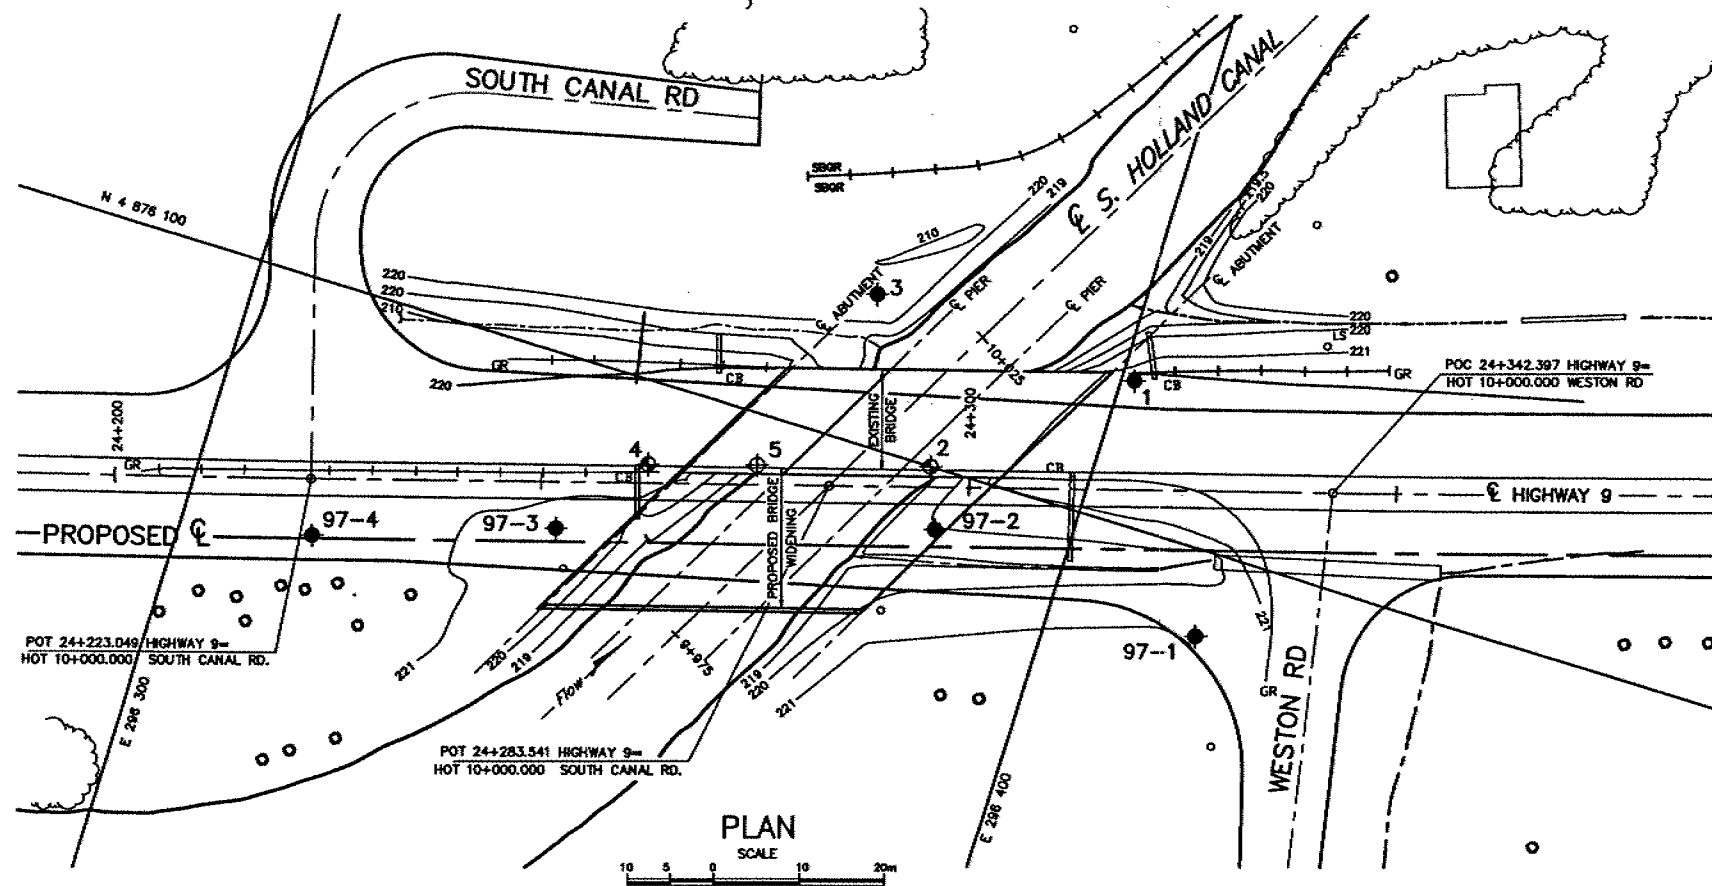 SOUTH CANAL RD
℄ S. HOLLAND CANAL
SBGR
SBGR
220
219
219.5
220
N 4 876 100
210
219
℄ ABUTMENT
3
220
220
210
℄ ABUTMENT
℄ PIER
℄ PIER
220
220
LS
221
10+025
GR
220
CB
1
CB
GR
POC 24+342.397 HIGHWAY 9=
HOT 10+000.000 WESTON RD
24+200
EXISTING
BRIDGE
24+300
GR
4
5
2
CB
CB
℄ HIGHWAY 9
PROPOSED ℄
97-4
97-3
97-2
PROPOSED BRIDGE
WIDENING
POT 24+223.049 HIGHWAY 9=
HOT 10+000.000 SOUTH CANAL RD.
221
220
219
Flow
9+975
219
220
221
97-1
221
GR
WESTON RD
E 296 300
POT 24+283.541 HIGHWAY 9=
HOT 10+000.000 SOUTH CANAL RD.
E 296 400
PLAN
SCALE
10 5 0 10 20m